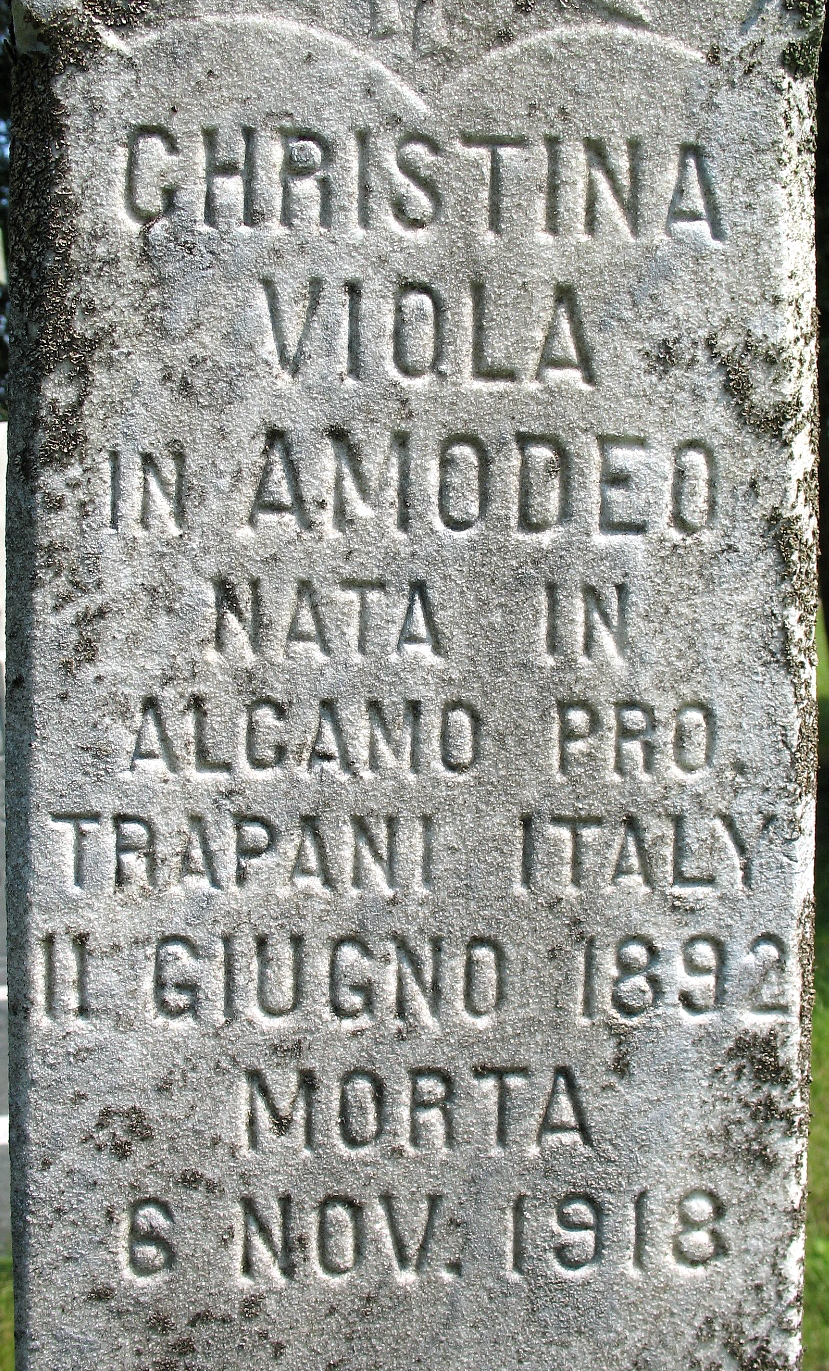 CHRISTINA
VIOLA
IN AMODEO
NATA IN
ALCAMO PRO.
TRAPANI ITALY
11 GIUGNO 1892
MORTA
6 NOV. 1918